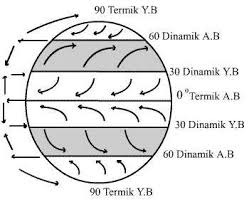 90 Termik Y.B
60 Dinamik A.B
30 Dinamik Y.B
0° Termik A.B
30 Dinamik Y.B
60 Dinamik A.B
90 Termik Y.B